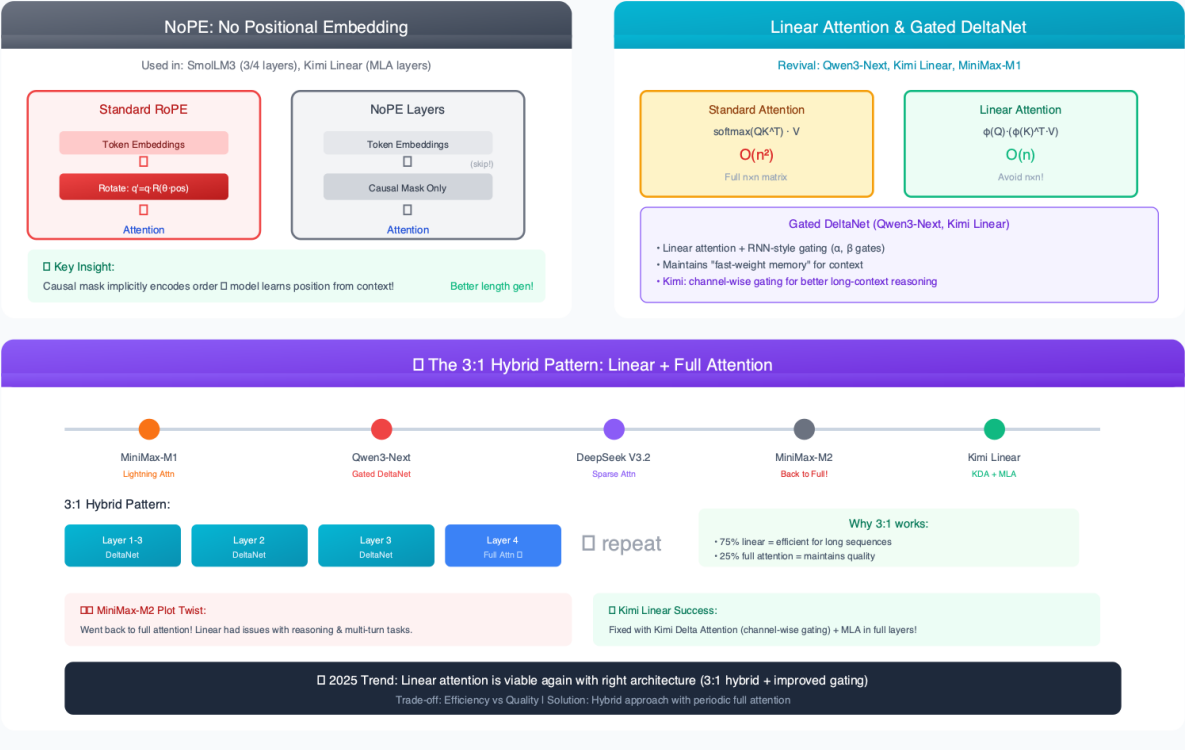 NoPE: No Positional Embedding
Used in: SmolLM3 (3/4 layers), Kimi Linear (MLA layers)
Standard RoPE
Token Embeddings
Rotate: q'=q·R(θ·pos)
Attention
NoPE Layers
Token Embeddings
(skip!)
Causal Mask Only
Attention
Key Insight:
Causal mask implicitly encodes order □ model learns position from context!
Better length gen!
Linear Attention & Gated DeltaNet
Revival: Qwen3-Next, Kimi Linear, MiniMax-M1
Standard Attention
softmax(QK^T) · V
O(n²)
Full n×n matrix
Linear Attention
φ(Q)·(φ(K)^T·V)
O(n)
Avoid n×n!
Gated DeltaNet (Qwen3-Next, Kimi Linear)
• Linear attention + RNN-style gating (α, β gates)
• Maintains "fast-weight memory" for context
• Kimi: channel-wise gating for better long-context reasoning
□ The 3:1 Hybrid Pattern: Linear + Full Attention
MiniMax-M1
Lightning Attn
Qwen3-Next
Gated DeltaNet
DeepSeek V3.2
Sparse Attn
MiniMax-M2
Back to Full!
Kimi Linear
KDA + MLA
3:1 Hybrid Pattern:
Layer 1-3
DeltaNet
Layer 2
DeltaNet
Layer 3
DeltaNet
Layer 4
Full Attn □
□ repeat
Why 3:1 works:
• 75% linear = efficient for long sequences
• 25% full attention = maintains quality
□□ MiniMax-M2 Plot Twist:
Went back to full attention! Linear had issues with reasoning & multi-turn tasks.
□ Kimi Linear Success:
Fixed with Kimi Delta Attention (channel-wise gating) + MLA in full layers!
□ 2025 Trend: Linear attention is viable again with right architecture (3:1 hybrid + improved gating)
Trade-off: Efficiency vs Quality | Solution: Hybrid approach with periodic full attention